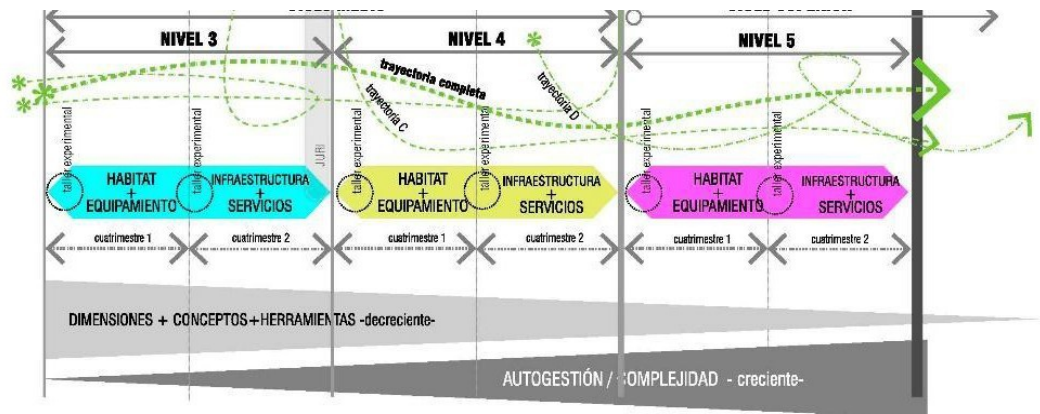 NIVEL 3
NIVEL 4
NIVEL 5
trayectoria completa
trayectoria C
trayectoria D
taller experimental
taller experimental
JURI
taller experimental
taller experimental
taller experimental
taller experimental
HABITAT
+
EQUIPAMIENTO
INFRAESTRUCTURA
+
SERVICIOS
HABITAT
+
EQUIPAMIENTO
INFRAESTRUCTURA
+
SERVICIOS
HABITAT
+
EQUIPAMIENTO
INFRAESTRUCTURA
+
SERVICIOS
cuatrimestre 1
cuatrimestre 2
cuatrimestre 1
cuatrimestre 2
cuatrimestre 1
cuatrimestre 2
DIMENSIONES + CONCEPTOS+HERRAMIENTAS -decreciente-
AUTOGESTIÓN / COMPLEJIDAD - creciente-